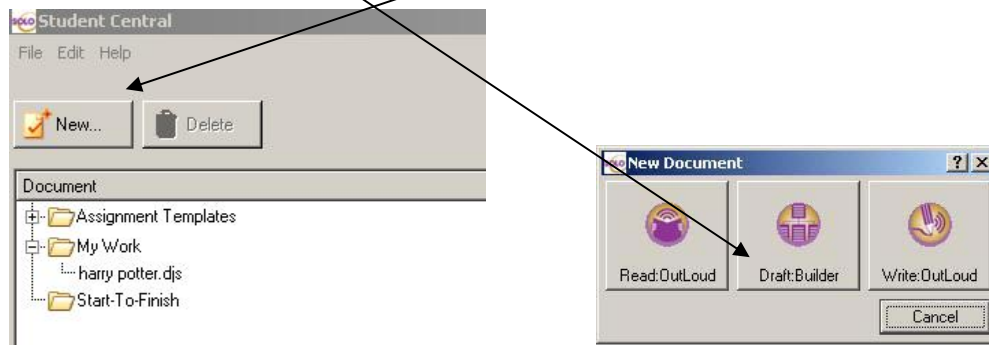 SOLO Student Central
File Edit Help
New... Delete
Document
Assignment Templates
My Work
harry potter.djs
Start-To-Finish
SOLO New Document ? X
Read:OutLoud Draft:Builder Write:OutLoud
Cancel